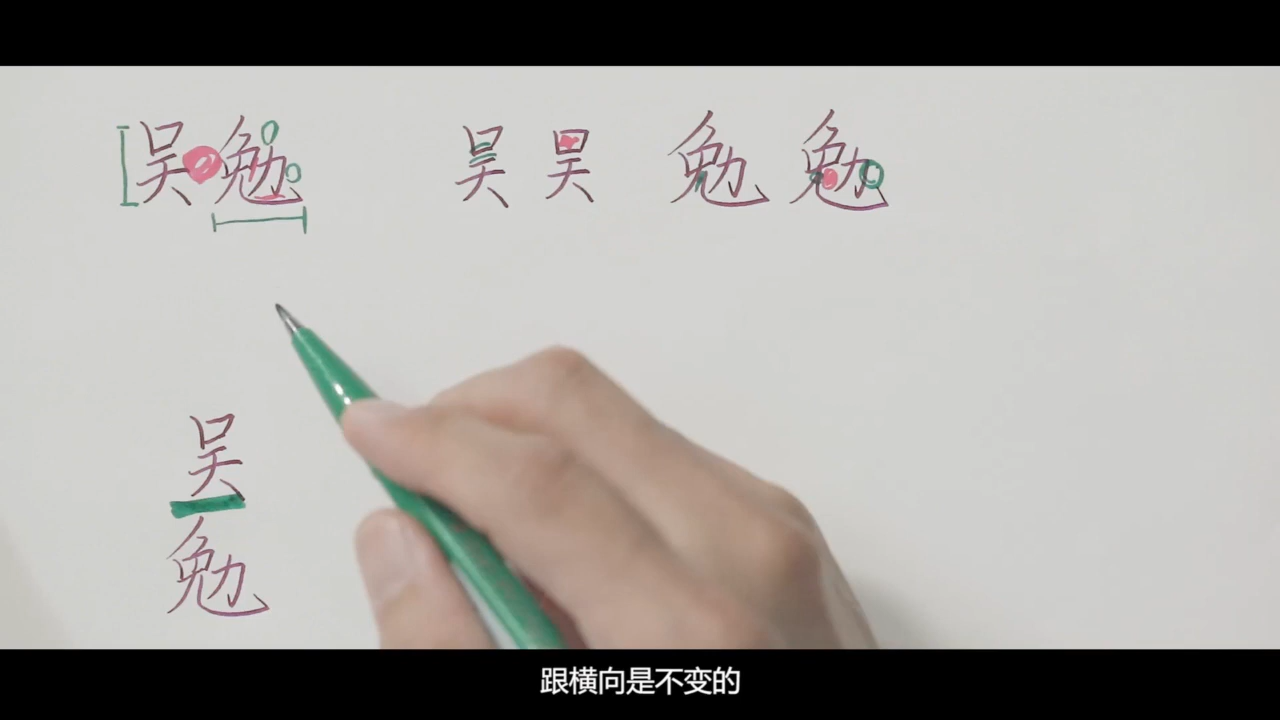 吴勉 吴 吴 勉 勉
吴
勉
跟横向是不变的